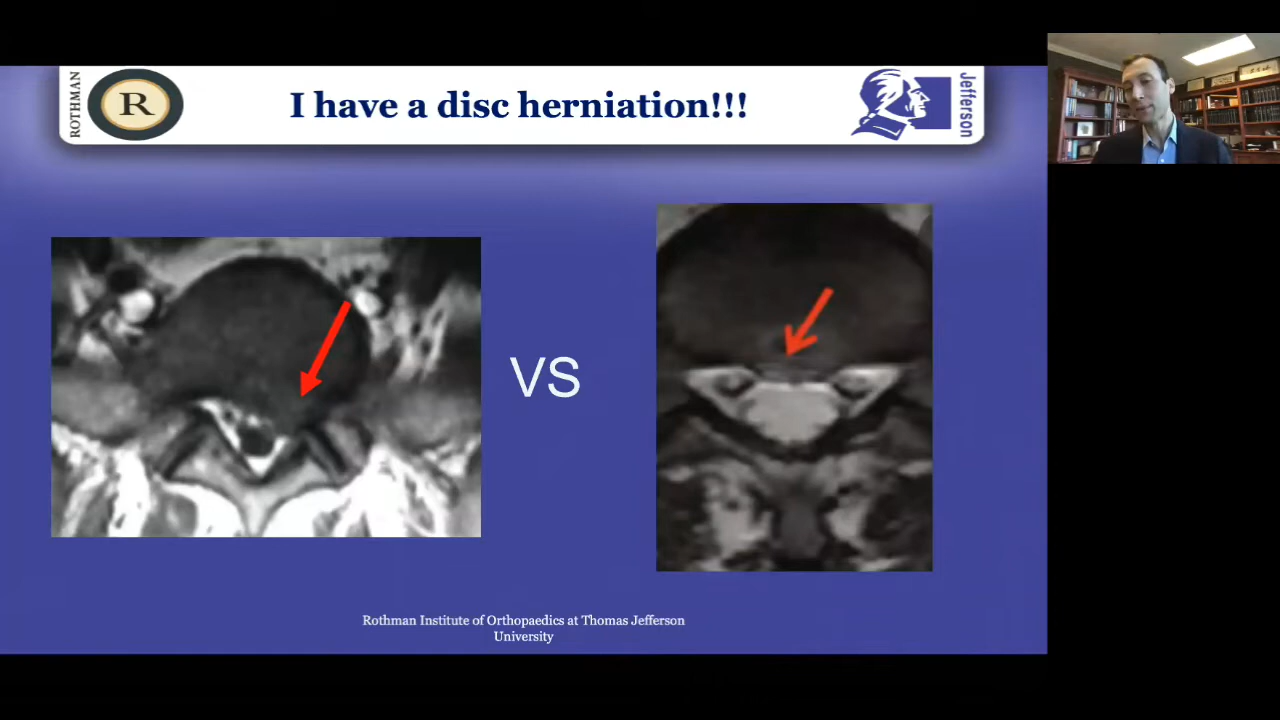 ROTHMAN
R
I have a disc herniation!!!
Jefferson
VS
Rothman Institute of Orthopaedics at Thomas Jefferson
University